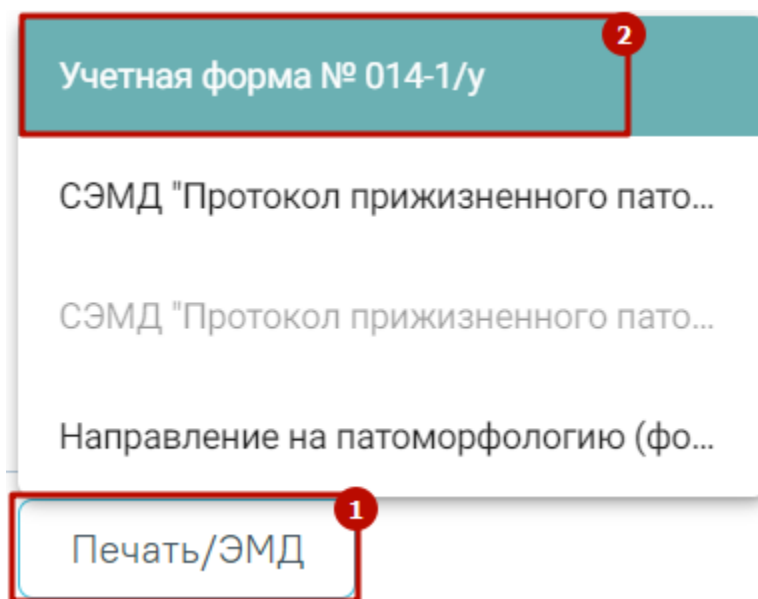 2
Учетная форма № 014-1/у
СЭМД "Протокол прижизненного пато...
СЭМД "Протокол прижизненного пато...
Направление на патоморфологию (фо...
1
Печать/ЭМД